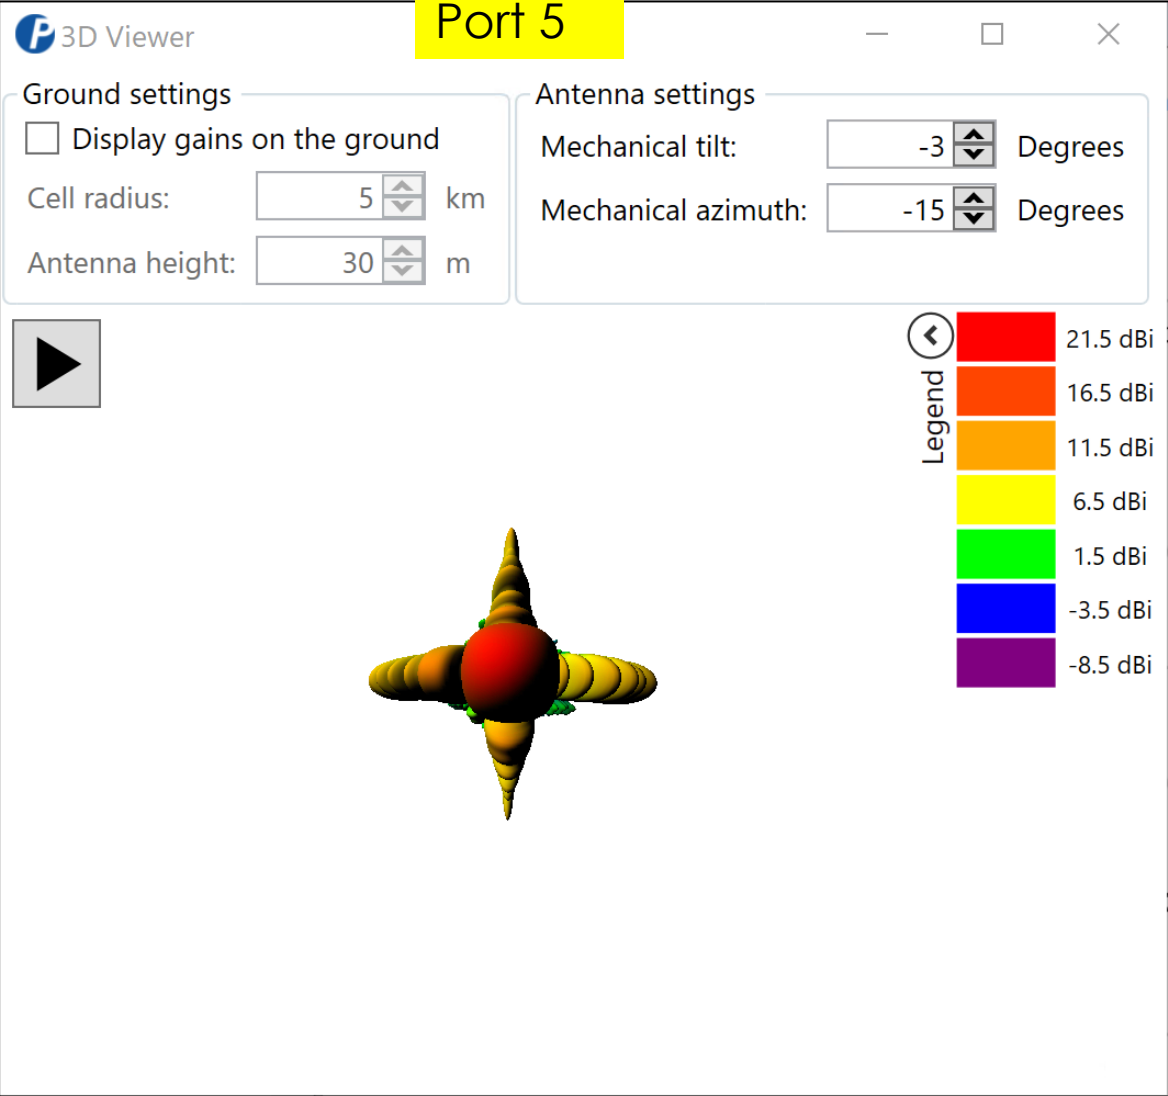 Port 5
3D Viewer
Ground settings
Display gains on the ground
Cell radius: 5 km
Antenna height: 30 m
Antenna settings
Mechanical tilt: -3 Degrees
Mechanical azimuth: -15 Degrees
Legend
21.5 dBi
16.5 dBi
11.5 dBi
6.5 dBi
1.5 dBi
-3.5 dBi
-8.5 dBi